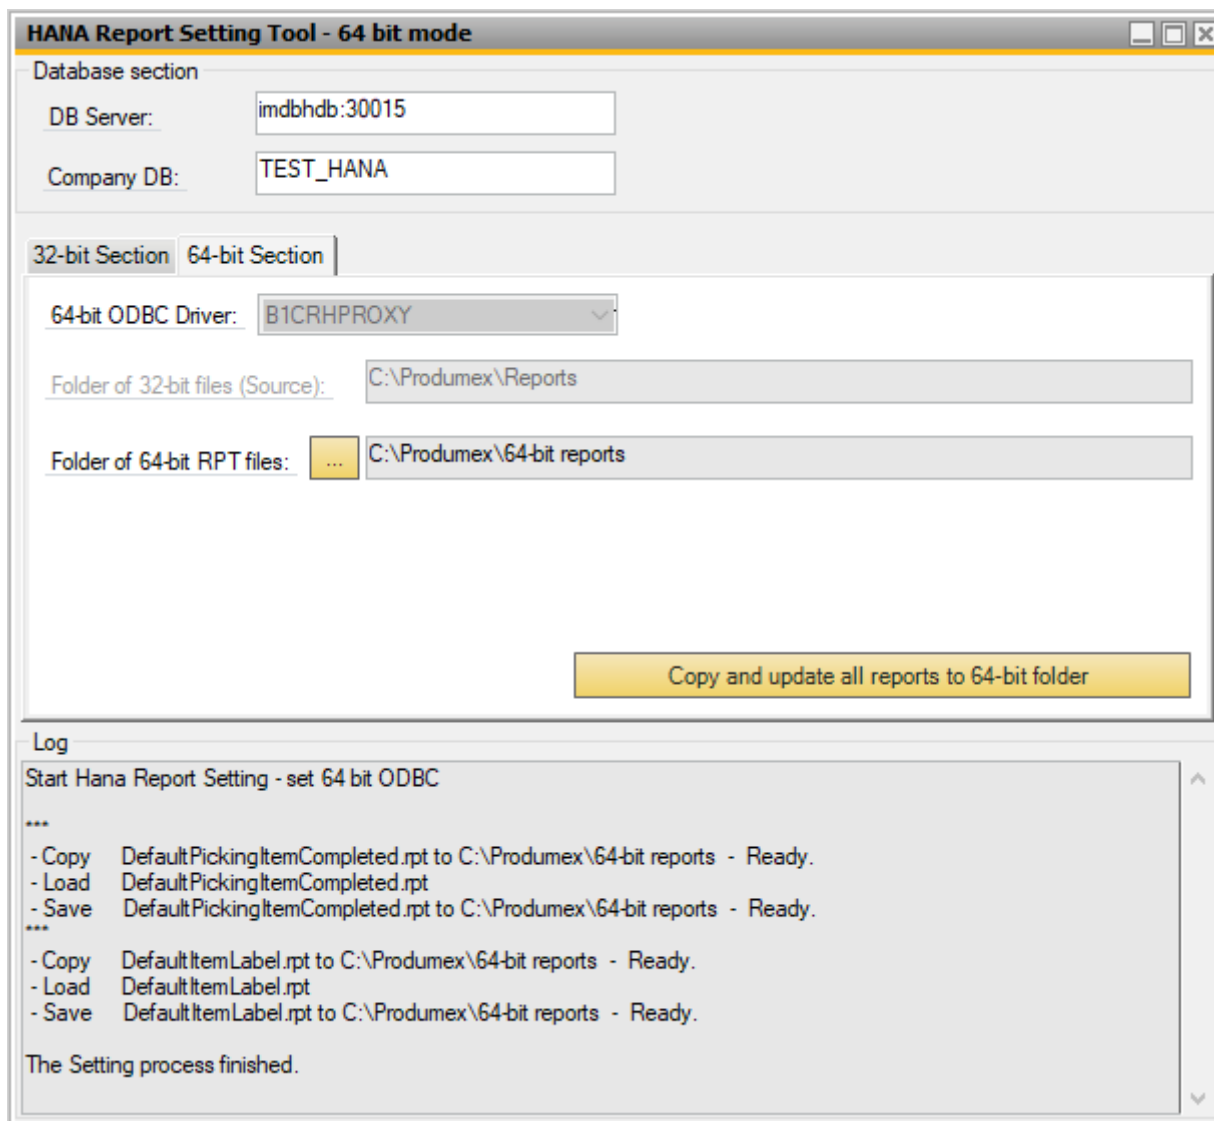 HANA Report Setting Tool - 64 bit mode
Database section
DB Server: imdbhdb:30015
Company DB: TEST_HANA
32-bit Section 64-bit Section
64-bit ODBC Driver: B1CRHPROXY
Folder of 32-bit files (Source): C:\Produmex\Reports
Folder of 64-bit RPT files: ... C:\Produmex\64-bit reports
Copy and update all reports to 64-bit folder
Log
Start Hana Report Setting - set 64 bit ODBC
***
- Copy DefaultPickingItemCompleted.rpt to C:\Produmex\64-bit reports - Ready.
- Load DefaultPickingItemCompleted.rpt
- Save DefaultPickingItemCompleted.rpt to C:\Produmex\64-bit reports - Ready.
***
- Copy DefaultItemLabel.rpt to C:\Produmex\64-bit reports - Ready.
- Load DefaultItemLabel.rpt
- Save DefaultItemLabel.rpt to C:\Produmex\64-bit reports - Ready.
The Setting process finished.